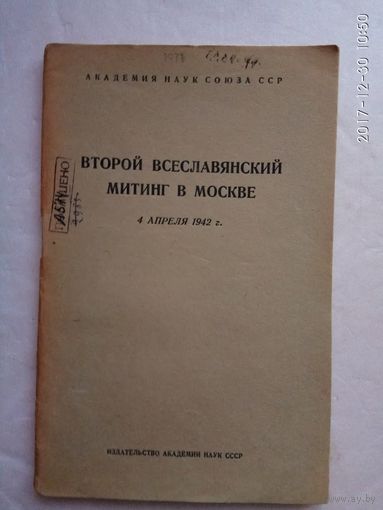 АКАДЕМИЯ НАУК СОЮЗА ССР
ВТОРОЙ ВСЕСЛАВЯНСКИЙ
МИТИНГ В МОСКВЕ
4 АПРЕЛЯ 1942 г.
ИЗДАТЕЛЬСТВО АКАДЕМИИ НАУК СССР
2017-12-30 10:50
ay.by